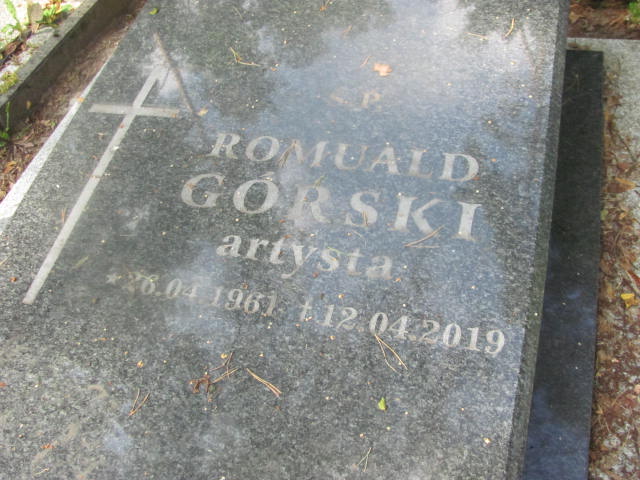 P.
ROMUALD
GÓRSKI
artysta
*26.04.1961 †12.04.2019